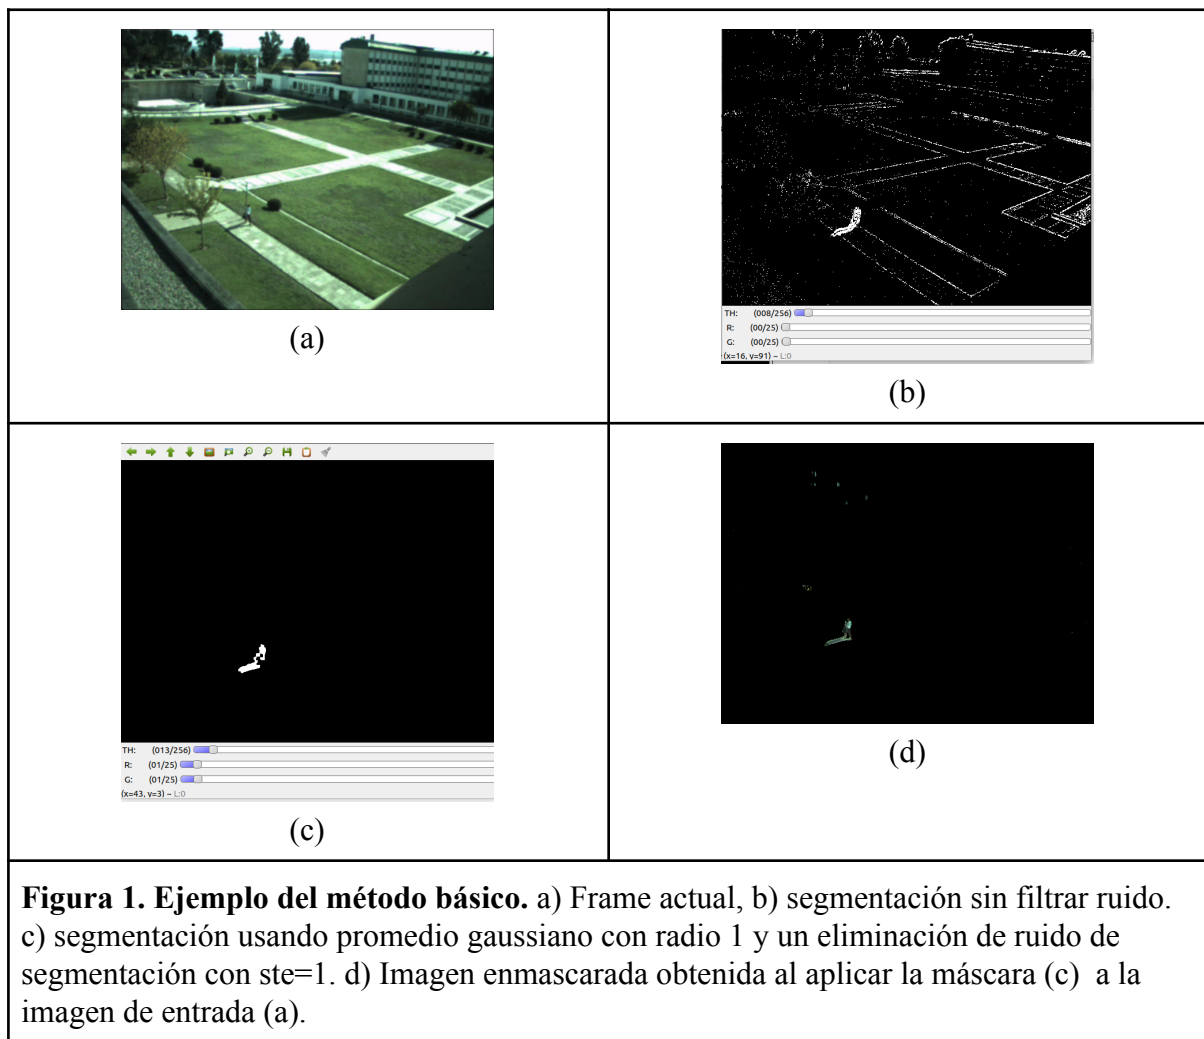 (a)
TH: (008/256)
R: (00/25)
G: (00/25)
(x=16, y=91) ~ L:0
(b)
TH: (013/256)
R: (01/25)
G: (01/25)
(x=43, y=3) ~ L:0
(c)
(d)
Figura 1. Ejemplo del método básico. a) Frame actual, b) segmentación sin filtrar ruido.
c) segmentación usando promedio gaussiano con radio 1 y un eliminación de ruido de
segmentación con ste=1. d) Imagen enmascarada obtenida al aplicar la máscara (c) a la
imagen de entrada (a).